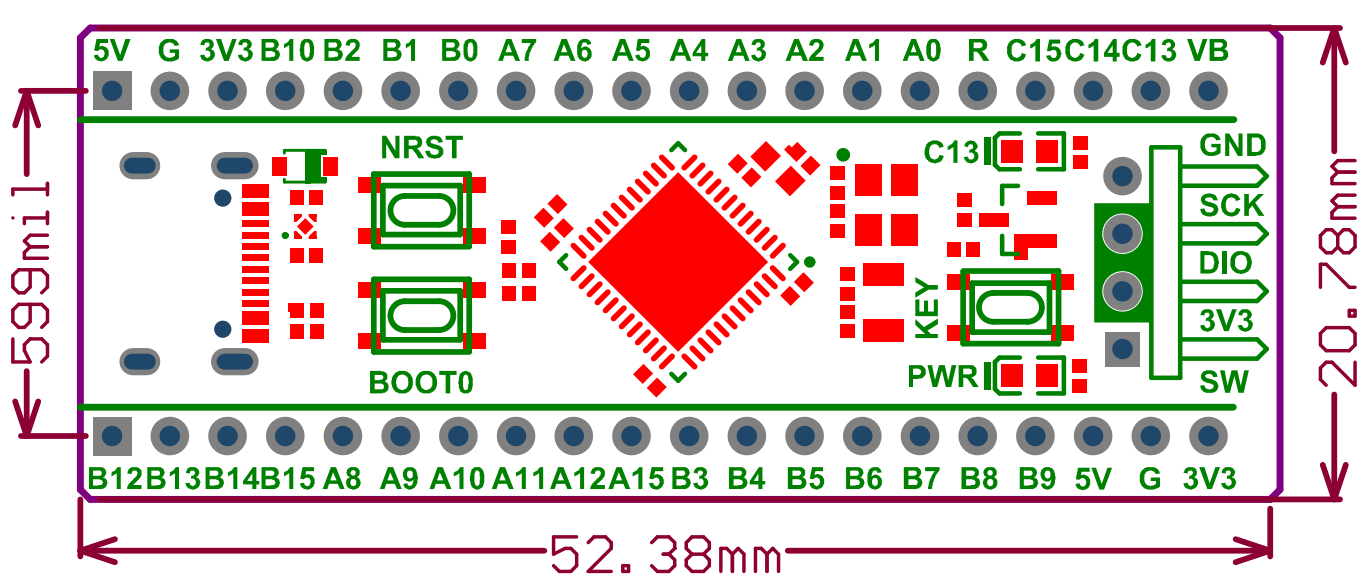 5V G 3V3 B10 B2 B1 B0 A7 A6 A5 A4 A3 A2 A1 A0 R C15 C14 C13 VB
NRST
C13
GND
SCK
DIO
3V3
SW
KEY
BOOT0
PWR
599mil
20.78mm
B12 B13 B14 B15 A8 A9 A10 A11 A12 A15 B3 B4 B5 B6 B7 B8 B9 5V G 3V3
52.38mm